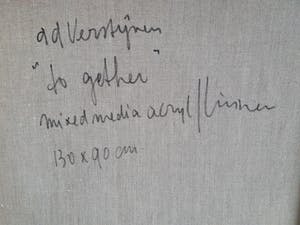 ad Verstijnen
"to gether"
mixed media acryl/linnen
130 x 90 cm.